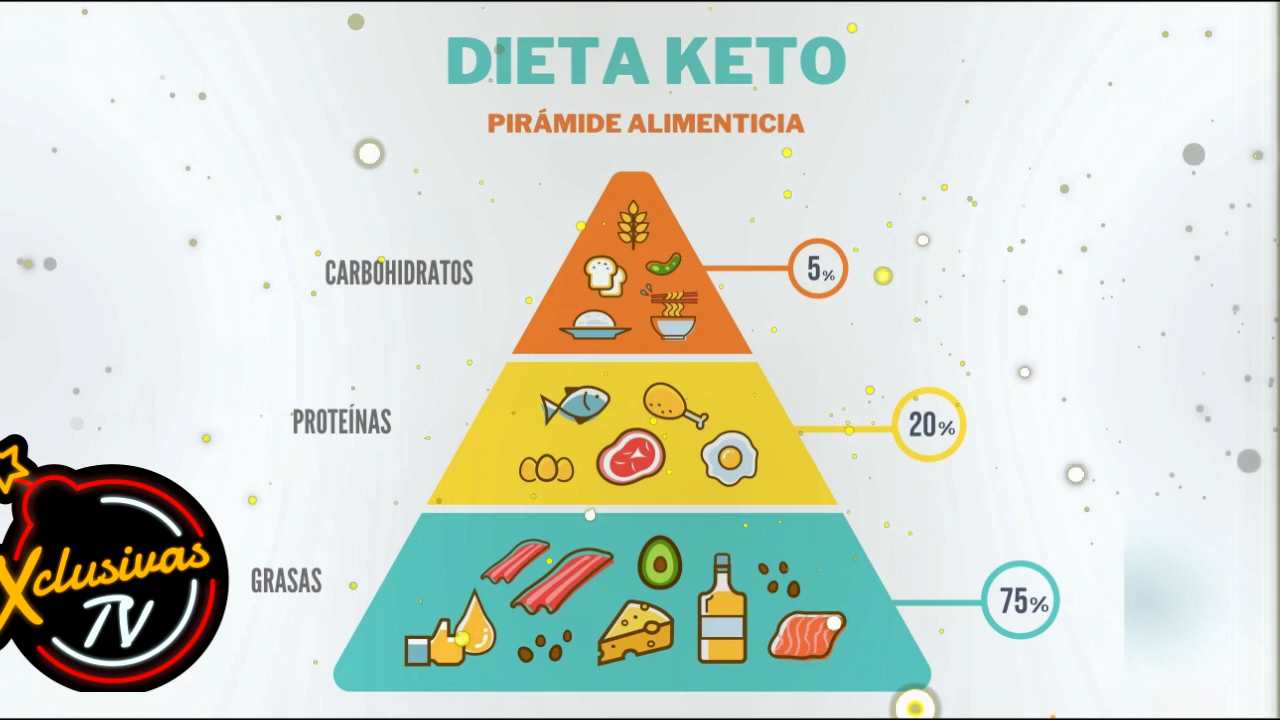 DIETA KETO
PIRÁMIDE ALIMENTICIA
CARBOHIDRATOS
5%
PROTEÍNAS
20%
GRASAS
75%
Xclusivas
TV